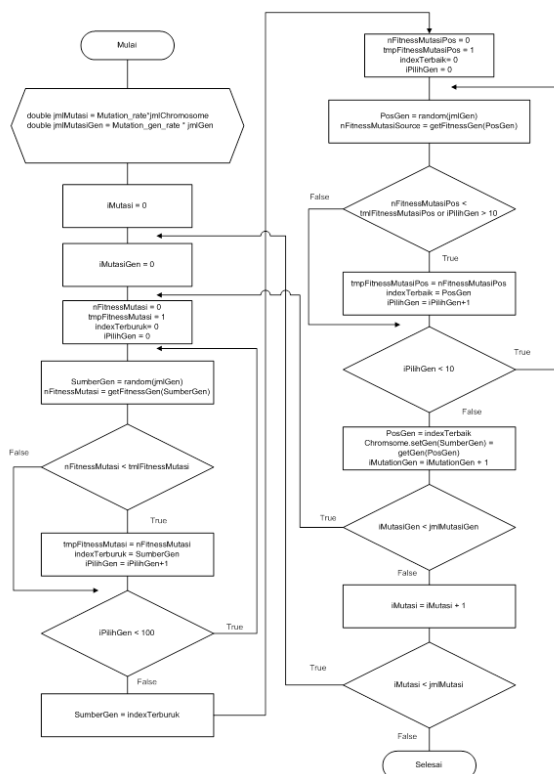 Mulai
double jmlMutasi = Mutation_rate*jmlChromosome
double jmlMutasiGen = Mutation_gen_rate * jmlGen
iMutasi = 0
iMutasiGen = 0
nFitnessMutasi = 0
tmpFitnessMutasi = 1
indexTerburuk= 0
iPilihGen = 0
SumberGen = random(jmlGen)
nFitnessMutasi = getFitnessGen(SumberGen)
False
nFitnessMutasi < tmlFitnessMutasi
True
tmpFitnessMutasi = nFitnessMutasi
indexTerburuk = SumberGen
iPilihGen = iPilihGen+1
iPilihGen < 100
True
False
SumberGen = indexTerburuk
nFitnessMutasiPos = 0
tmpFitnessMutasiPos = 1
indexTerbaik= 0
iPilihGen = 0
PosGen = random(jmlGen)
nFitnessMutasiSource = getFitnessGen(PosGen)
False
nFitnessMutasiPos <
tmlFitnessMutasiPos or iPilihGen > 10
True
tmpFitnessMutasiPos = nFitnessMutasiPos
indexTerbaik = PosGen
iPilihGen = iPilihGen+1
iPilihGen < 10
True
False
PosGen = indexTerbaik
Chromsome.setGen(SumberGen) =
getGen(PosGen)
iMutationGen = iMutationGen + 1
True
iMutasiGen < jmlMutasiGen
False
iMutasi = iMutasi + 1
True
iMutasi < jmlMutasi
False
Selesai